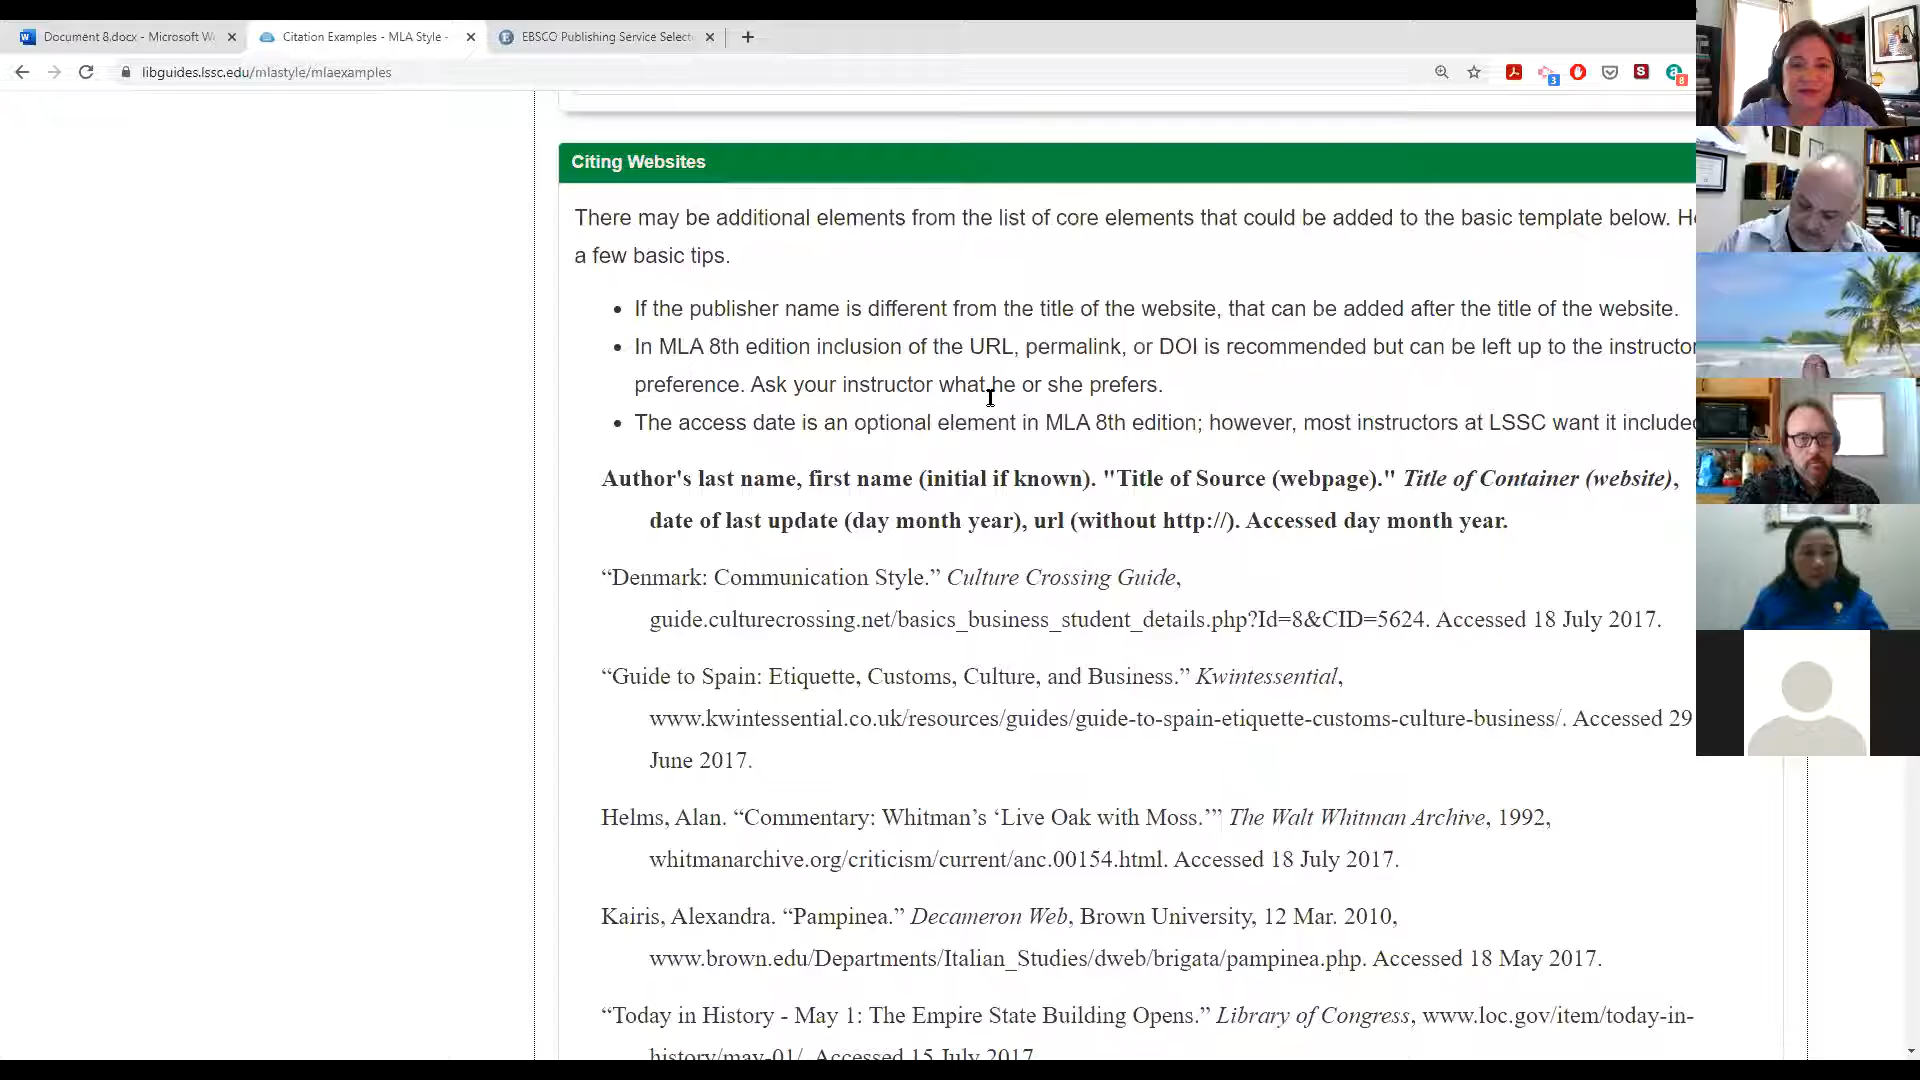 Document 8.docx - Microsoft W
Citation Examples - MLA Style -
EBSCO Publishing Service Select
libguides.lssc.edu/mlastyle/mlaexamples
3
8
Citing Websites
There may be additional elements from the list of core elements that could be added to the basic template below. H
a few basic tips.
If the publisher name is different from the title of the website, that can be added after the title of the website.
In MLA 8th edition inclusion of the URL, permalink, or DOI is recommended but can be left up to the instructor
preference. Ask your instructor what he or she prefers.
The access date is an optional element in MLA 8th edition; however, most instructors at LSSC want it included
Author's last name, first name (initial if known). "Title of Source (webpage)." Title of Container (website),
date of last update (day month year), url (without http://). Accessed day month year.
“Denmark: Communication Style.” Culture Crossing Guide,
guide.culturecrossing.net/basics_business_student_details.php?Id=8&CID=5624. Accessed 18 July 2017.
“Guide to Spain: Etiquette, Customs, Culture, and Business.” Kwintessential,
www.kwintessential.co.uk/resources/guides/guide-to-spain-etiquette-customs-culture-business/. Accessed 29
June 2017.
Helms, Alan. “Commentary: Whitman’s ‘Live Oak with Moss.’” The Walt Whitman Archive, 1992,
whitmanarchive.org/criticism/current/anc.00154.html. Accessed 18 July 2017.
Kairis, Alexandra. “Pampinea.” Decameron Web, Brown University, 12 Mar. 2010,
www.brown.edu/Departments/Italian_Studies/dweb/brigata/pampinea.php. Accessed 18 May 2017.
“Today in History - May 1: The Empire State Building Opens.” Library of Congress, www.loc.gov/item/today-in-
history/may-01/. Accessed 15 July 2017.